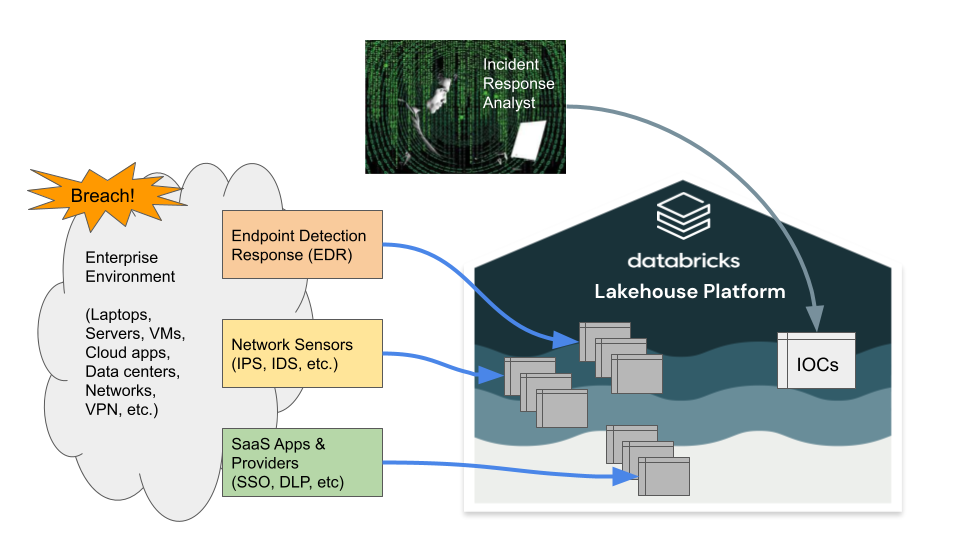 Incident
Response
Analyst
Breach!
Enterprise
Environment
(Laptops,
Servers, VMs,
Cloud apps,
Data centers,
Networks,
VPN, etc.)
Endpoint Detection
Response (EDR)
Network Sensors
(IPS, IDS, etc.)
SaaS Apps &
Providers
(SSO, DLP, etc)
databricks
Lakehouse Platform
IOCs